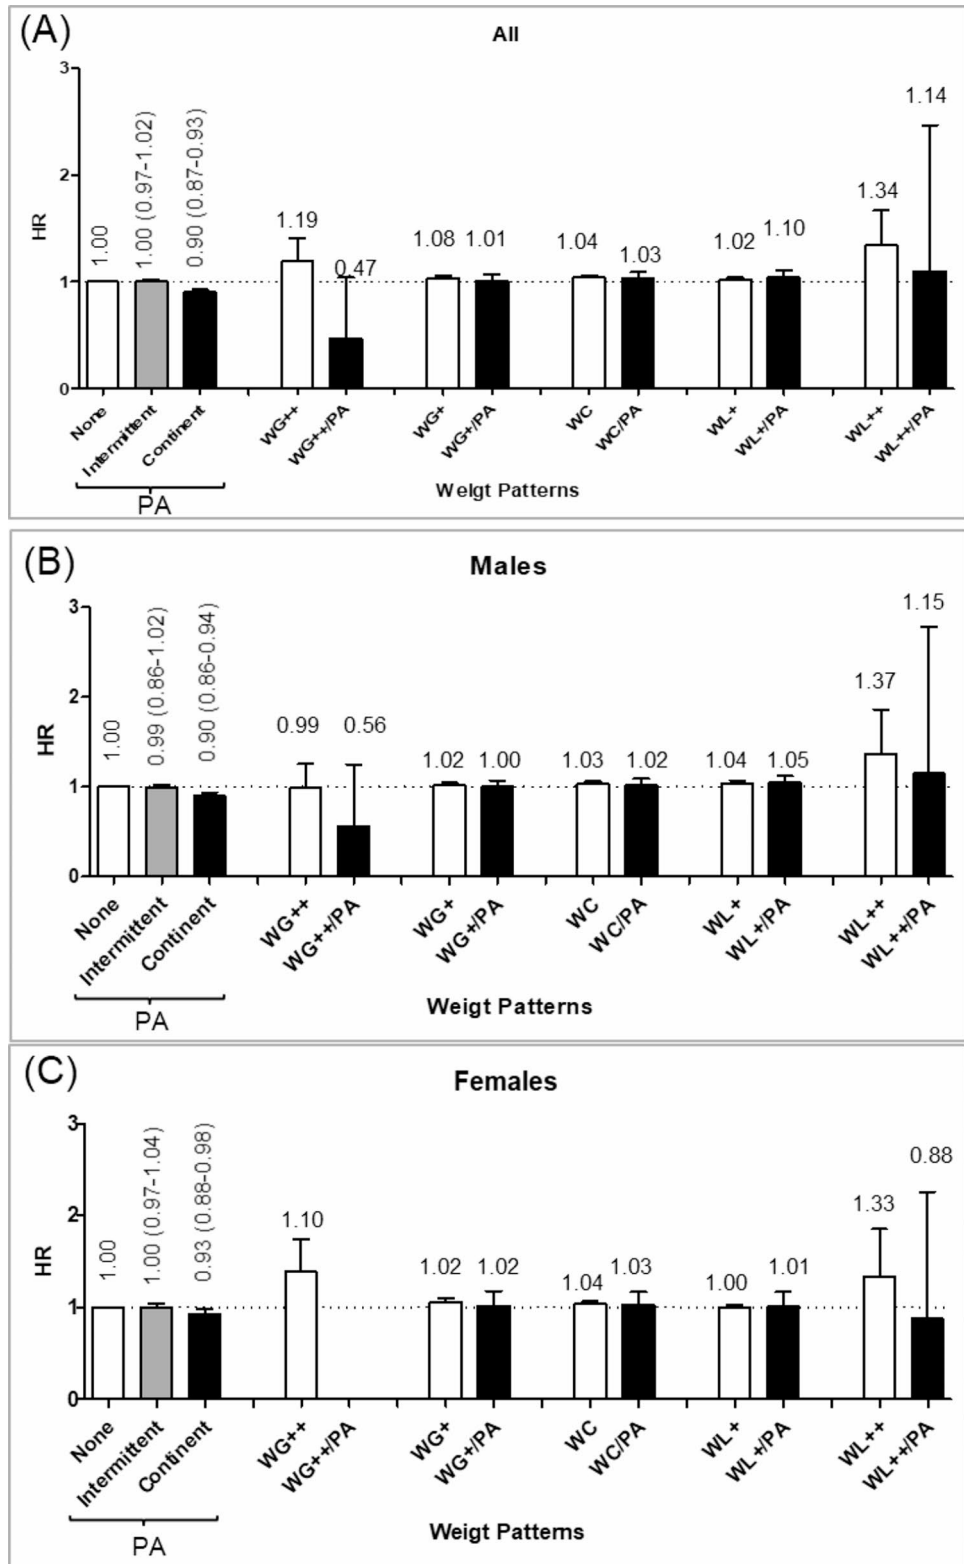 (A)
All
HR
3
2
1
0
1.00
1.00 (0.97-1.02)
0.90 (0.87-0.93)
1.19
0.47
1.08
1.01
1.04
1.03
1.02
1.10
1.34
1.14
None
Intermittent
Continent
WG++
WG++/PA
WG+
WG+/PA
WC
WC/PA
WL+
WL+/PA
WL++
WL++/PA
PA
Weigt Patterns
(B)
Males
HR
3
2
1
0
1.00
0.99 (0.86-1.02)
0.90 (0.86-0.94)
0.99
0.56
1.02
1.00
1.03
1.02
1.04
1.05
1.37
1.15
None
Intermittent
Continent
WG++
WG++/PA
WG+
WG+/PA
WC
WC/PA
WL+
WL+/PA
WL++
WL++/PA
PA
Weigt Patterns
(C)
Females
HR
3
2
1
0
1.00
1.00 (0.97-1.04)
0.93 (0.88-0.98)
1.10
1.02
1.02
1.04
1.03
1.00
1.01
1.33
0.88
None
Intermittent
Continent
WG++
WG++/PA
WG+
WG+/PA
WC
WC/PA
WL+
WL+/PA
WL++
WL++/PA
PA
Weigt Patterns